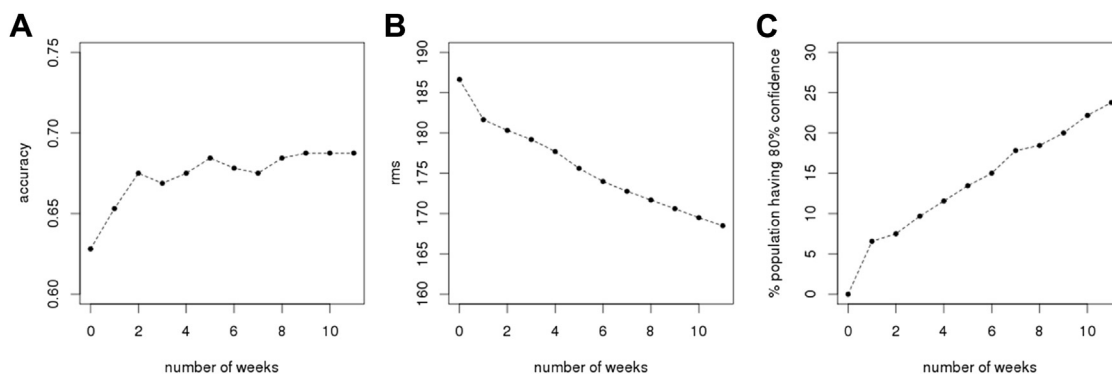 A
accuracy
0.75
0.70
0.65
0.60
0 2 4 6 8 10
number of weeks
B
rms
190
185
180
175
170
165
160
0 2 4 6 8 10
number of weeks
C
% population having 80% confidence
30
25
20
15
10
5
0
0 2 4 6 8 10
number of weeks